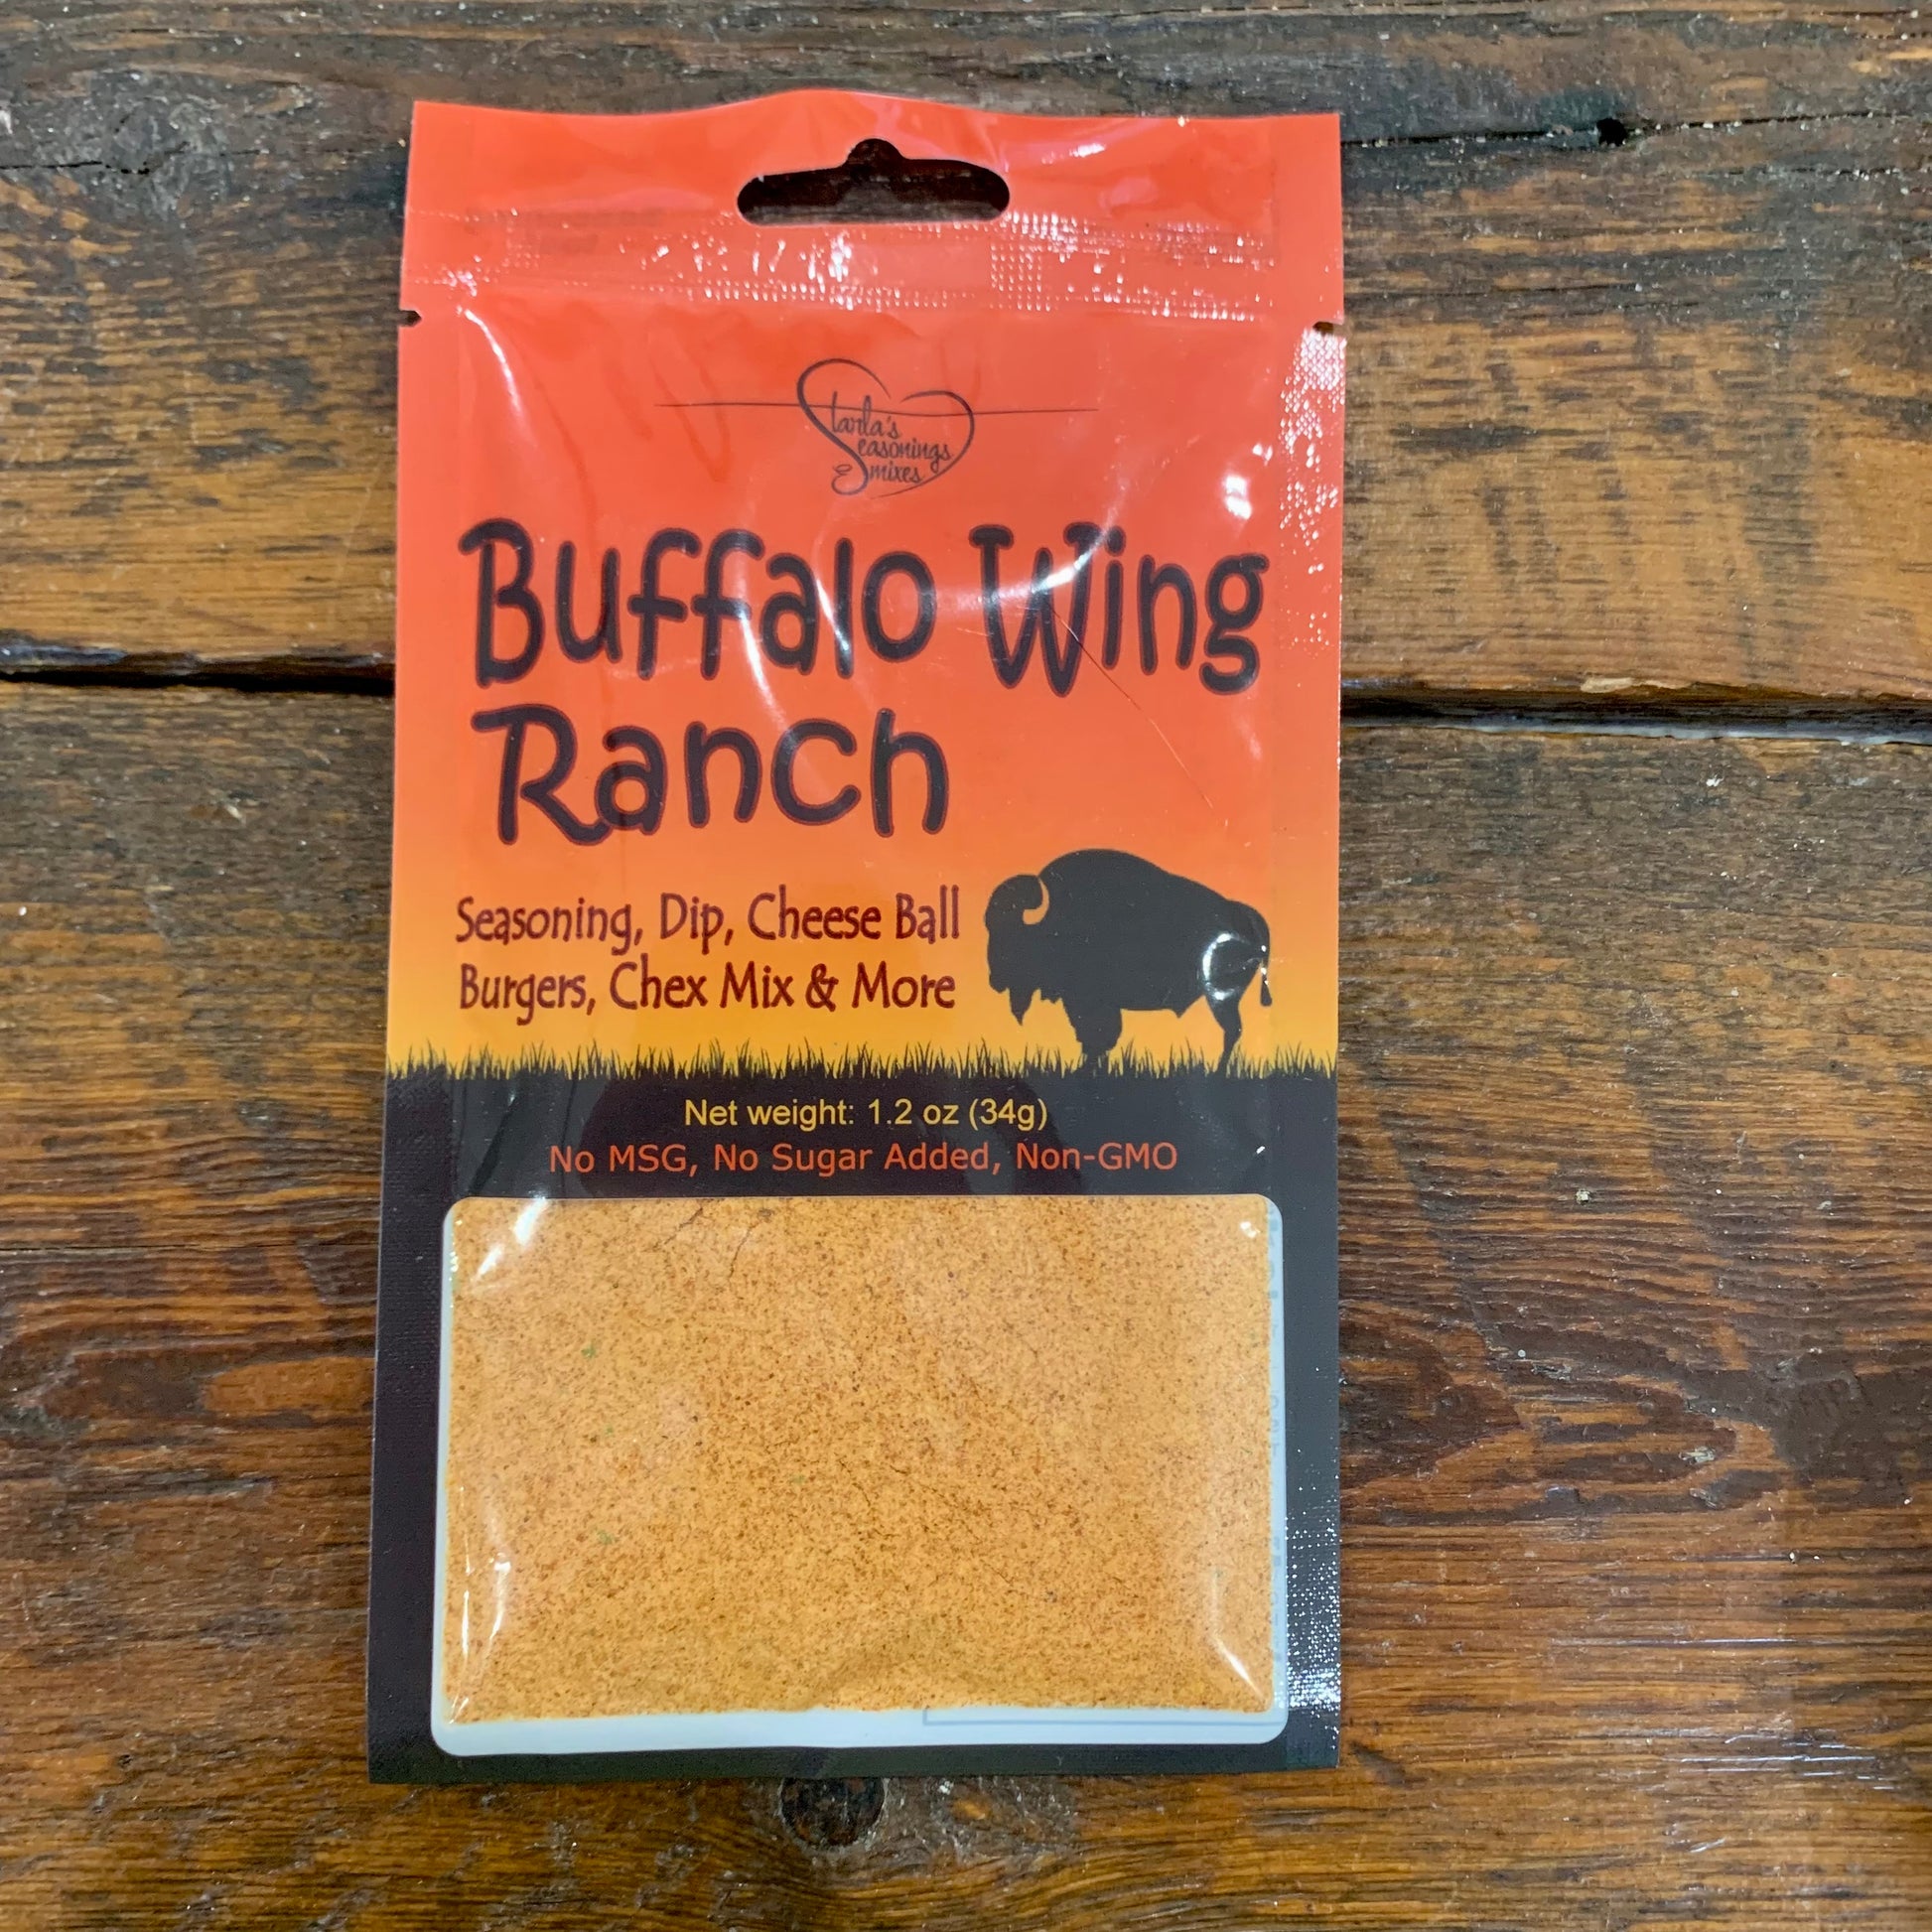 Starla's
Seasonings
& mixes
Buffalo Wing
Ranch
Seasoning, Dip, Cheese Ball
Burgers, Chex Mix & More
Net weight: 1.2 oz (34g)
No MSG, No Sugar Added, Non-GMO